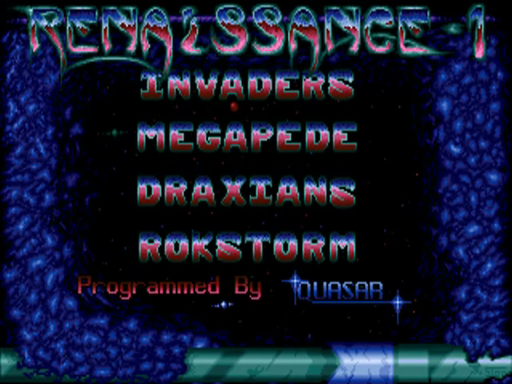 RENAISSANCE-1
INVADERS
MEGAPEDE
DRAXIANS
ROKSTORM
Programmed By QUASAR